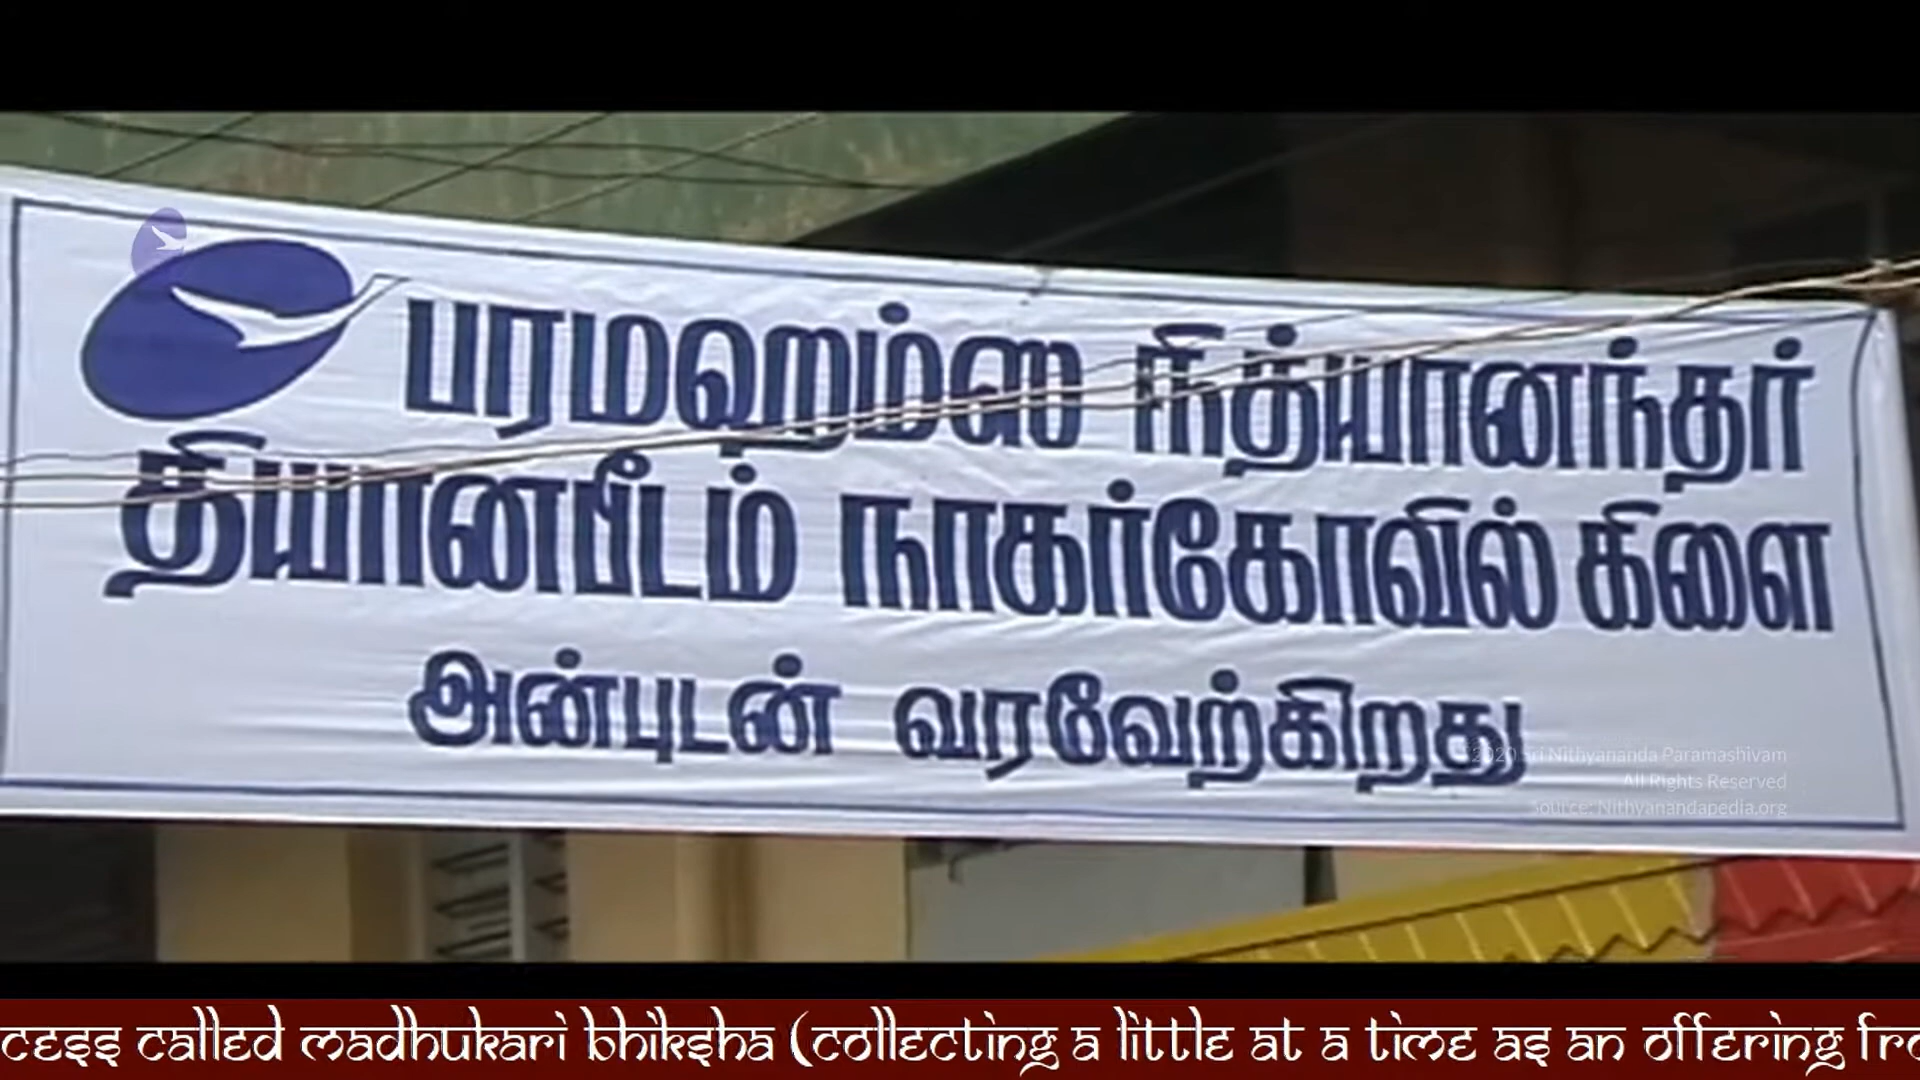 பரமஹம்ஸ நித்யானந்தர்
தியானபீடம் நாகர்கோவில் கிளை
அன்புடன் வரவேற்கிறது
©2020 Sri Nithyananda Paramashivam
All Rights Reserved
Source: Nithyanandapedia.org
cess called madhukari bhiksha (collecting a little at a time as an offering fro